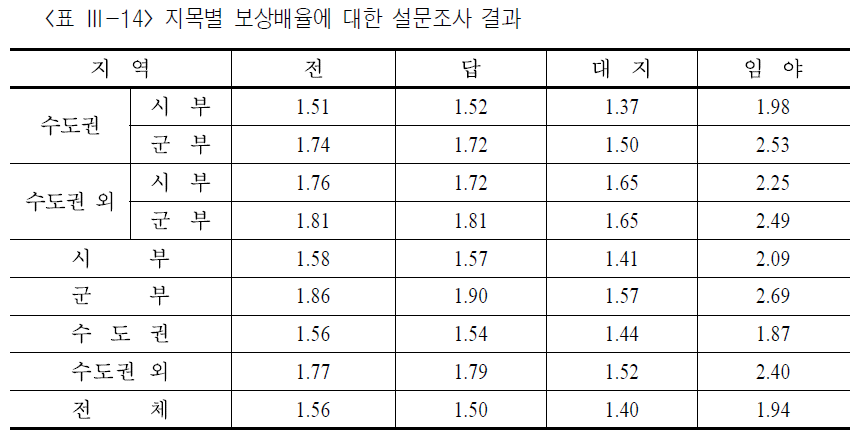 <표 Ⅲ-14> 지목별 보상배율에 대한 설문조사 결과
지 역 전 답 대 지 임 야
수도권 시 부 1.51 1.52 1.37 1.98
군 부 1.74 1.72 1.50 2.53
수도권 외 시 부 1.76 1.72 1.65 2.25
군 부 1.81 1.81 1.65 2.49
시 부 1.58 1.57 1.41 2.09
군 부 1.86 1.90 1.57 2.69
수 도 권 1.56 1.54 1.44 1.87
수도권 외 1.77 1.79 1.52 2.40
전 체 1.56 1.50 1.40 1.94